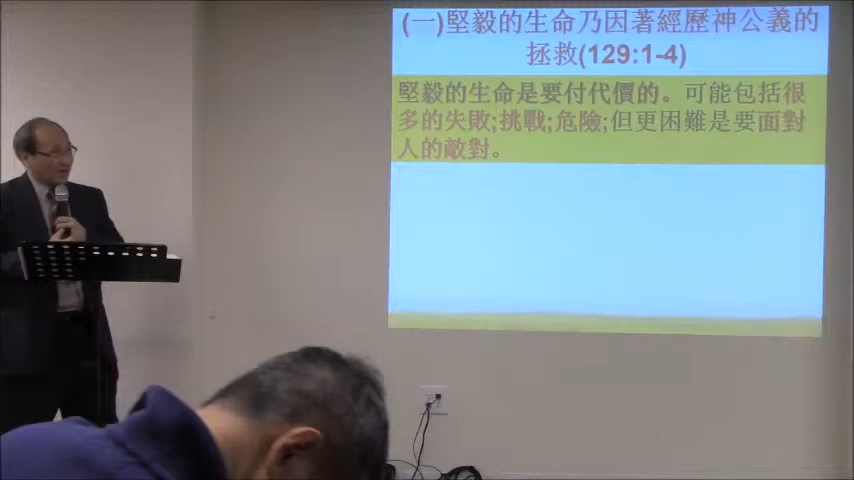 (一)堅毅的生命乃因著經歷神公義的
拯救(129:1-4)
堅毅的生命是要付代價的。可能包括很
多的失敗;挑戰;危險;但更困難是要面對
人的敵對。